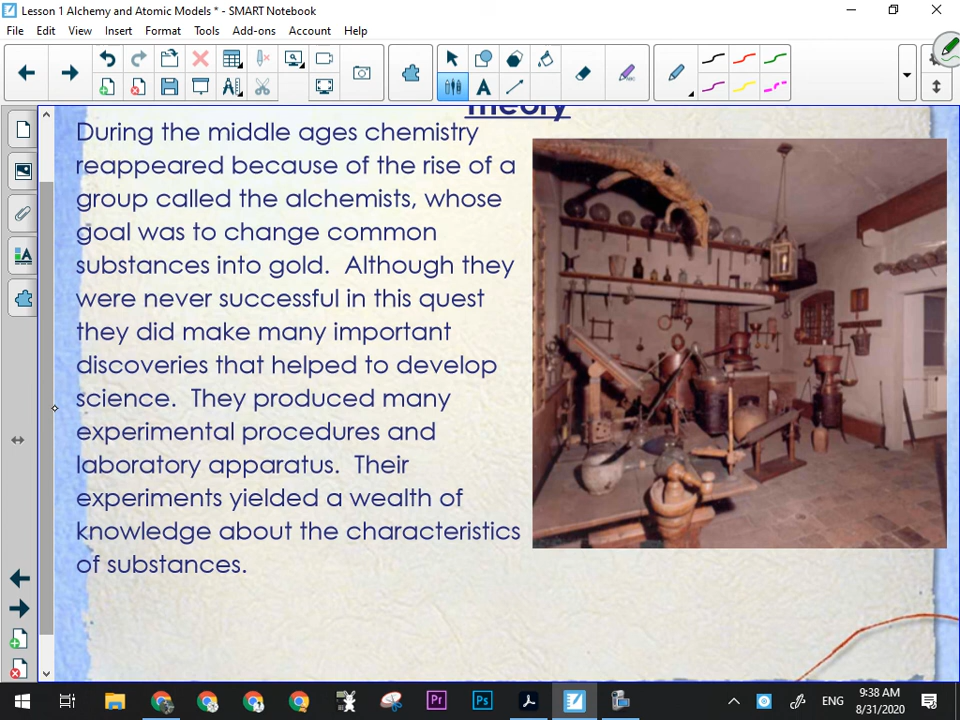 Lesson 1 Alchemy and Atomic Models * - SMART Notebook
File Edit View Insert Format Tools Add-ons Account Help
Theory
During the middle ages chemistry
reappeared because of the rise of a
group called the alchemists, whose
goal was to change common
substances into gold. Although they
were never successful in this quest
they did make many important
discoveries that helped to develop
science. They produced many
experimental procedures and
laboratory apparatus. Their
experiments yielded a wealth of
knowledge about the characteristics
of substances.
Pr Ps ENG 9:38 AM
8/31/2020